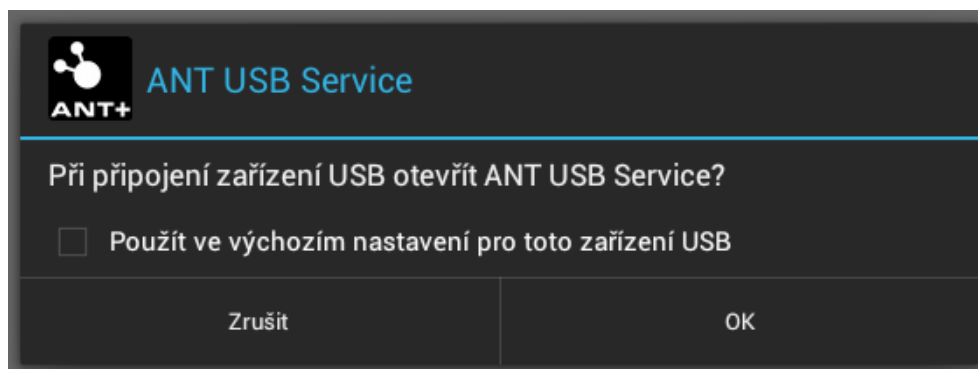 ANT+
ANT USB Service
Při připojení zařízení USB otevřít ANT USB Service?
Použít ve výchozím nastavení pro toto zařízení USB
Zrušit
OK